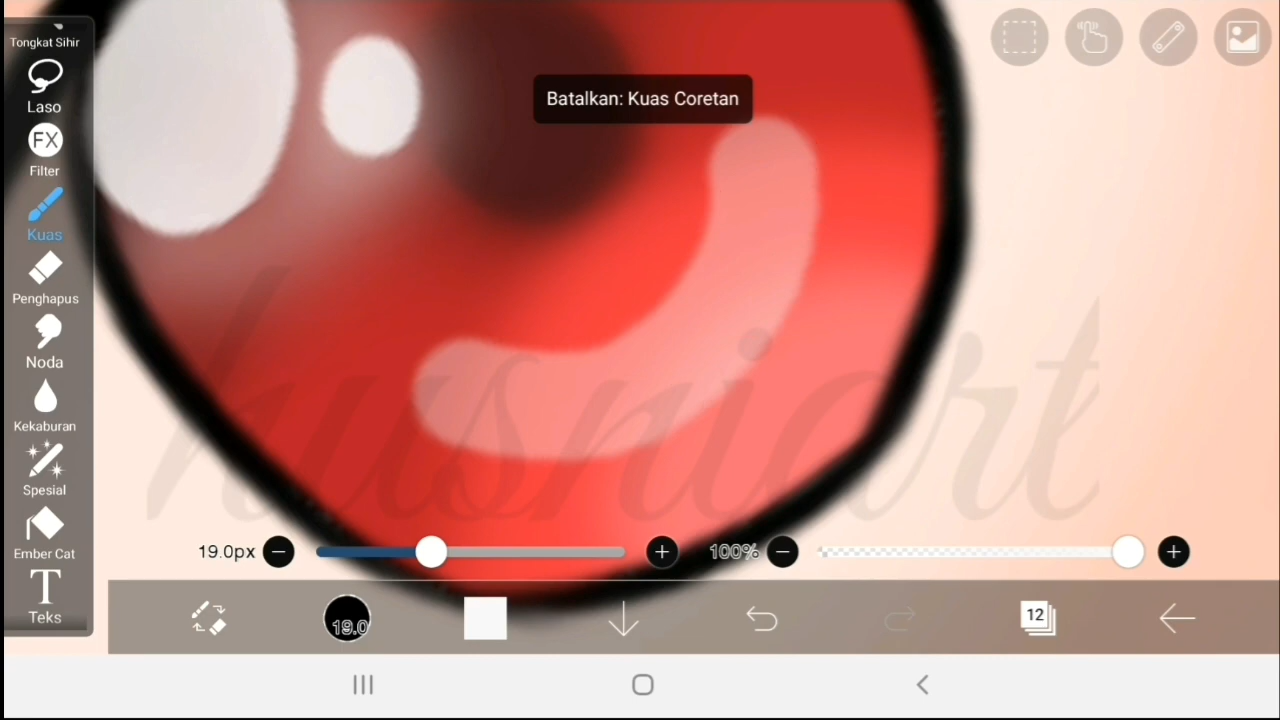 Tongkat Sihir
Laso
FX
Filter
Kuas
Penghapus
Noda
Kekaburan
Spesial
Ember Cat
T
Teks
Batalkan: Kuas Coretan
husniart
19.0px
100%
19.0
12